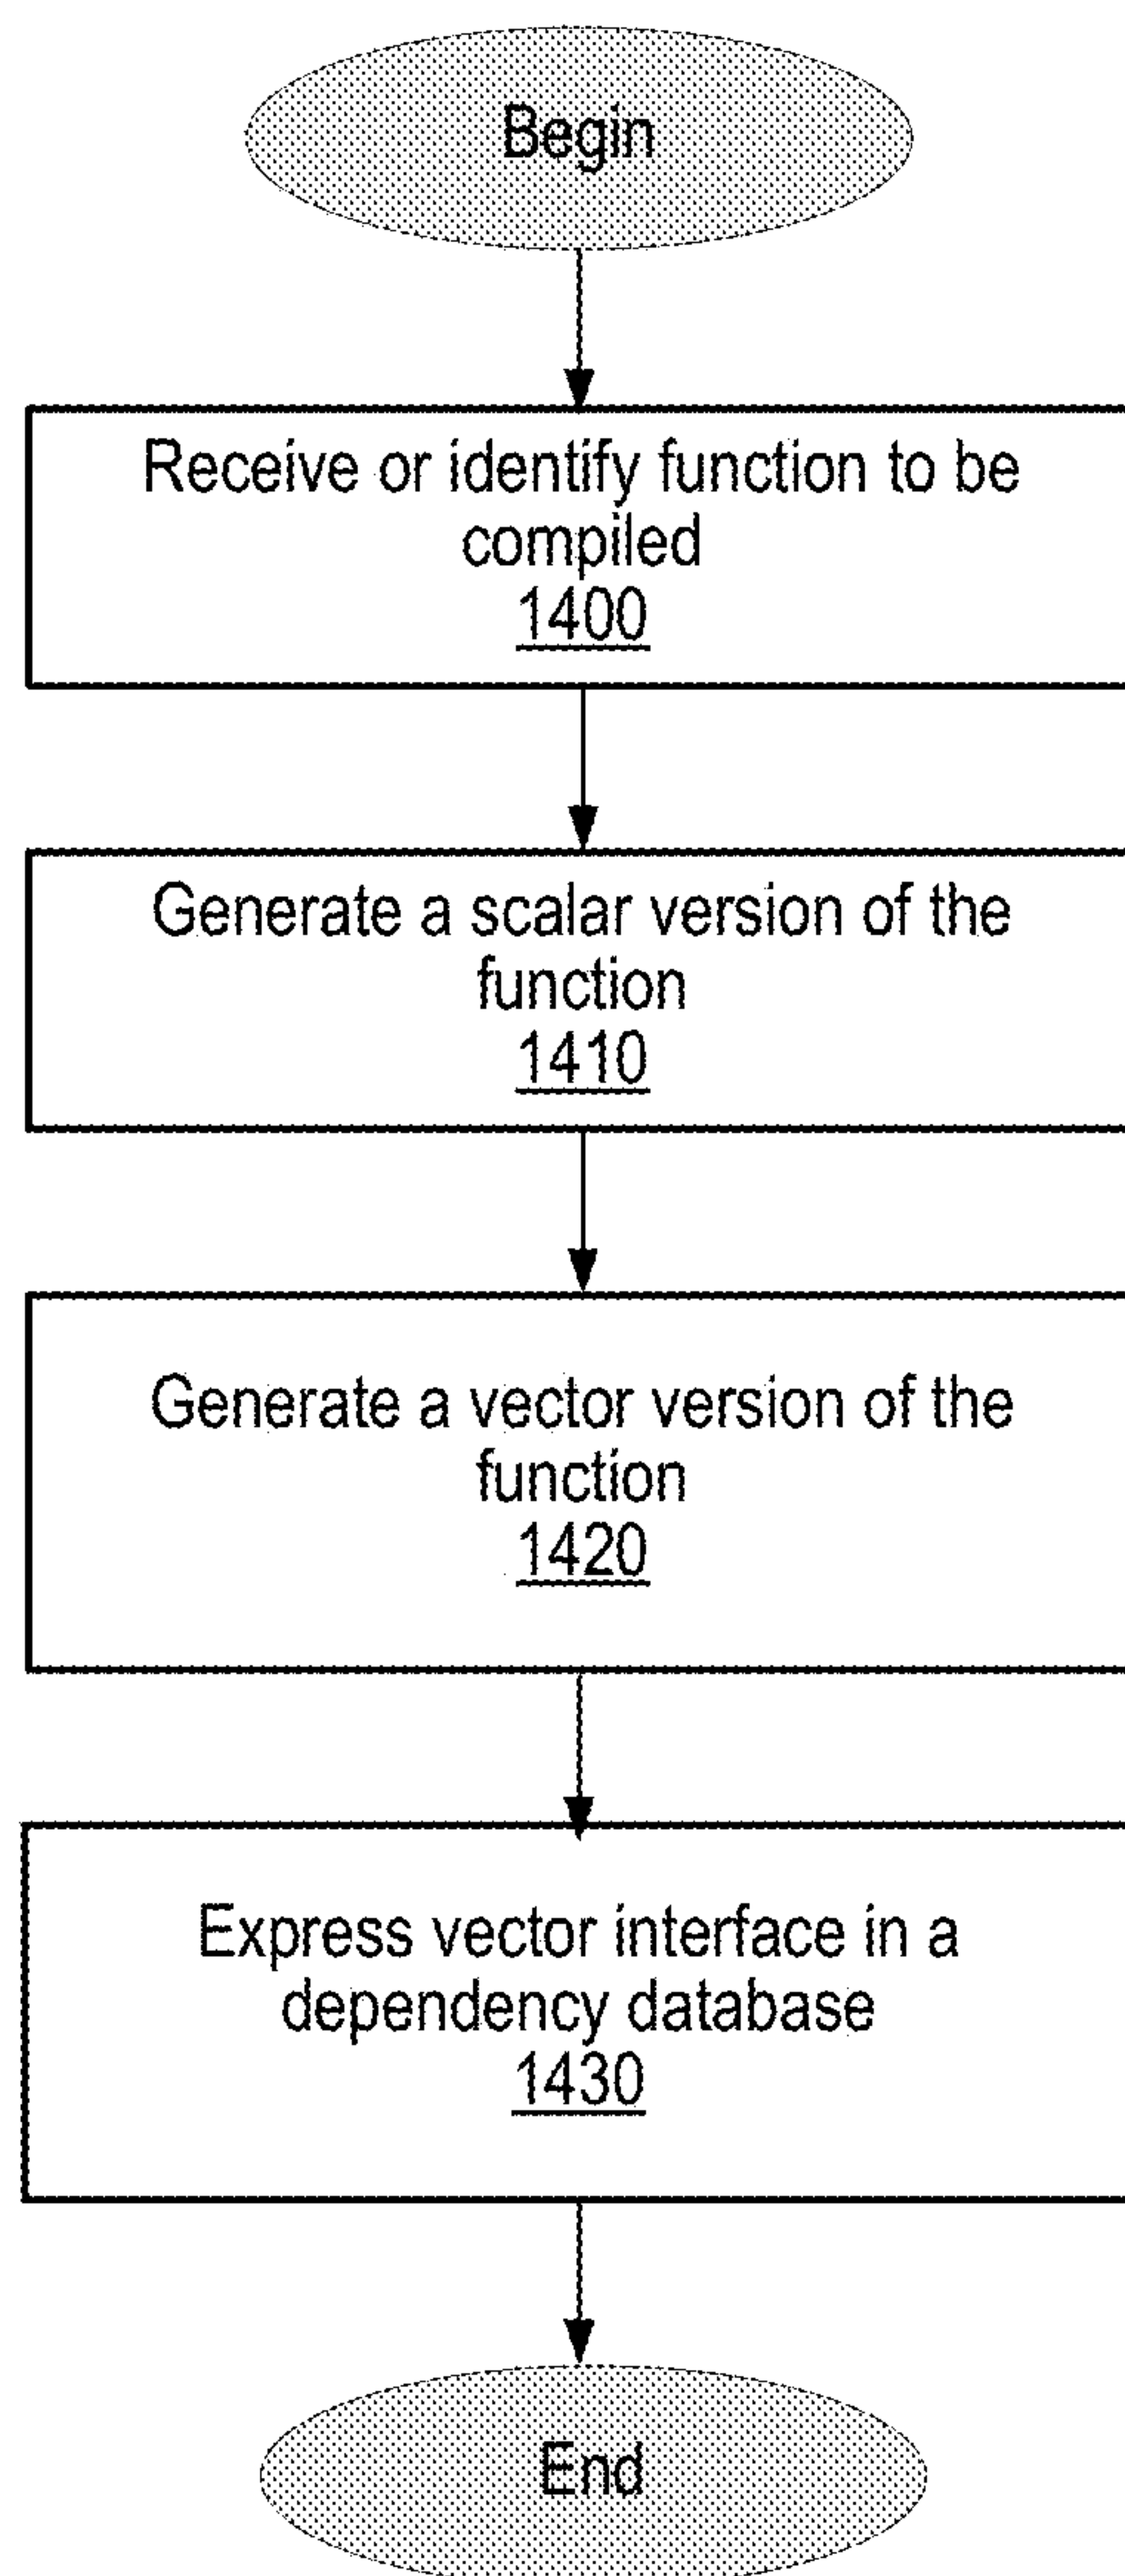 Begin
Receive or identify function to be
compiled
1400
Generate a scalar version of the
function
1410
Generate a vector version of the
function
1420
Express vector interface in a
dependency database
1430
End